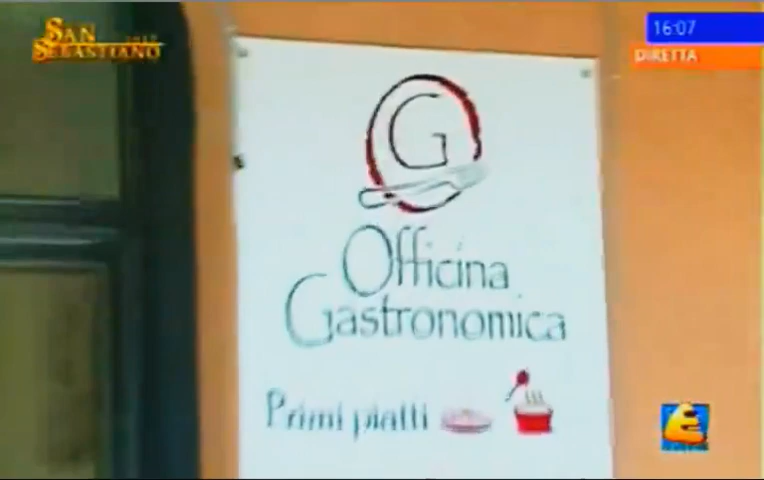 SAN
SEBASTIANO
16:07
DIRETTA
G
Officina
Gastronomica
Primi piatti
E